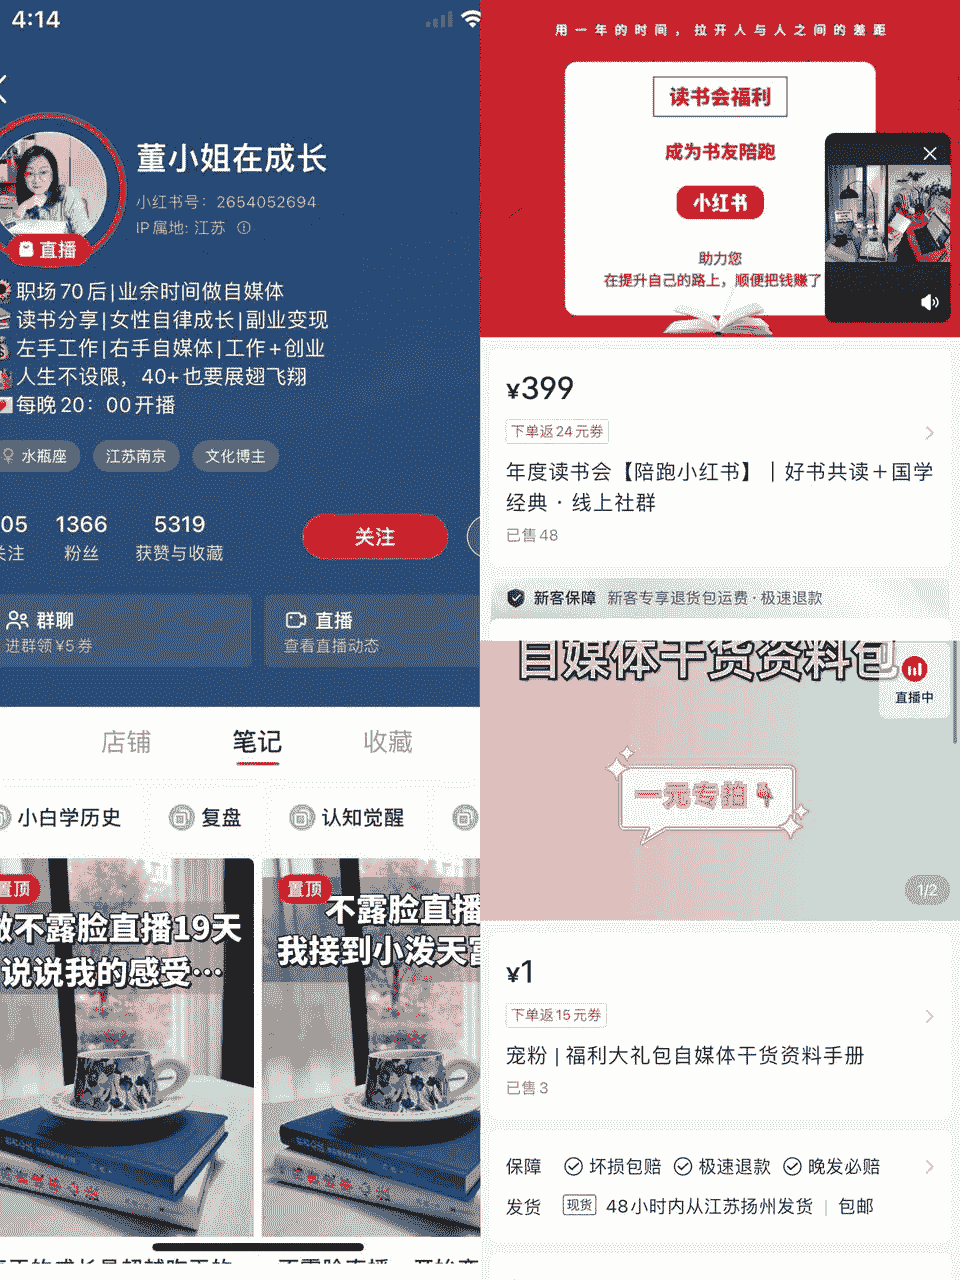 4:14
董小姐在成长
小红书号：2654052694
IP属地: 江苏
直播
职场70后|业余时间做自媒体
读书分享|女性自律成长|副业变现
左手工作|右手自媒体|工作+创业
人生不设限，40+也要展翅飞翔
每晚20：00开播
水瓶座
江苏南京
文化博主
05
关注
1366
粉丝
5319
获赞与收藏
关注
群聊
进群领¥5券
直播
查看直播动态
店铺
笔记
收藏
小白学历史
复盘
认知觉醒
置顶
做不露脸直播19天
说说我的感受…
置顶
不露脸直播
我接到小泼天富
用一年的时间，拉开人与人之间的差距
读书会福利
成为书友陪跑
小红书
助力您
在提升自己的路上，顺便把钱赚了
¥399
下单返24元券
年度读书会【陪跑小红书】｜好书共读＋国学
经典·线上社群
已售48
新客保障 新客专享退货包运费·极速退款
自媒体干货资料包
直播中
一元专拍
1/2
¥1
下单返15元券
宠粉 | 福利大礼包自媒体干货资料手册
已售3
保障 坏损包赔 极速退款 晚发必赔
发货 现货 48小时内从江苏扬州发货 | 包邮